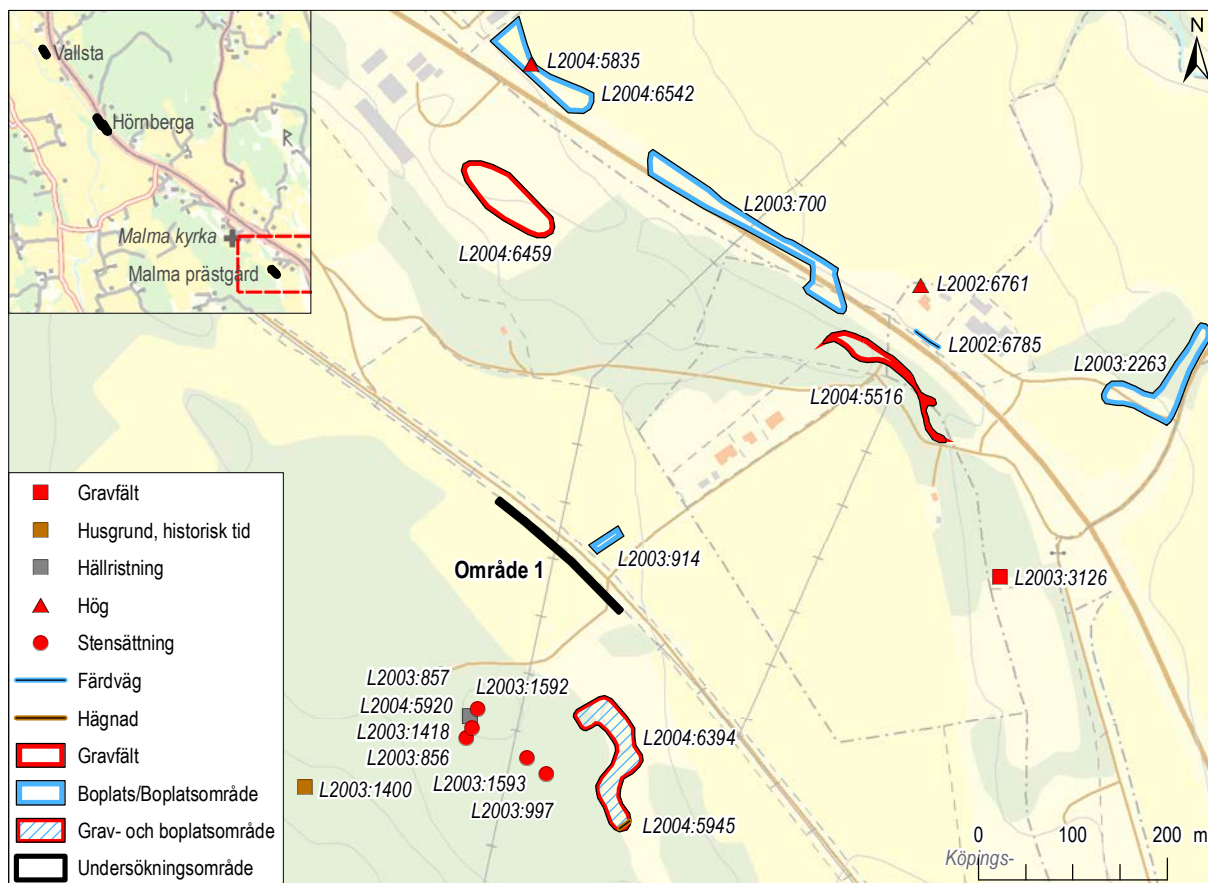 Vallsta
Hörnberga
Malma kyrka
Malma prästgård
R
N
L2004:5835
L2004:6542
L2003:700
L2004:6459
L2002:6761
L2002:6785
L2003:2263
L2004:5516
L2003:914
Område 1
L2003:3126
L2003:857
L2003:1592
L2004:5920
L2003:1418
L2003:856
L2003:1593
L2003:997
L2003:1400
L2004:6394
L2004:5945
Gravfält
Husgrund, historisk tid
Hällristning
Hög
Stensättning
Färdväg
Hägnad
Gravfält
Boplats/Boplatsområde
Grav- och boplatsområde
Undersökningsområde
0 100 200 m
Köpings-